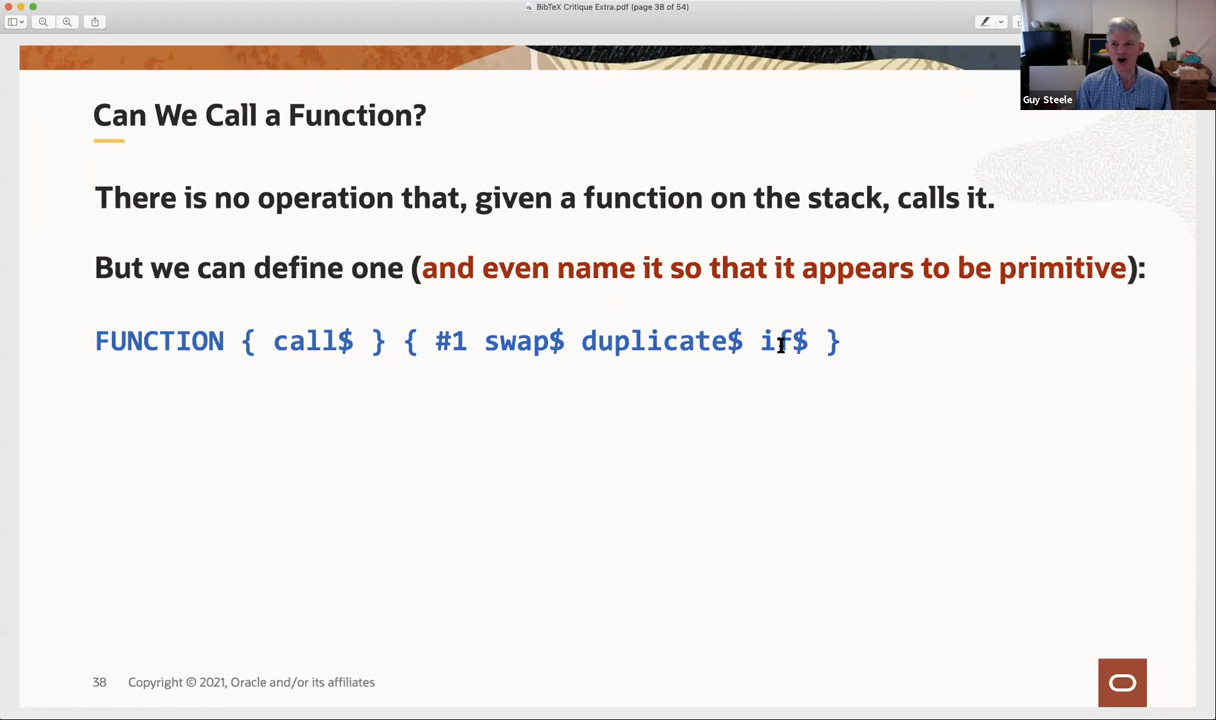 BibTeX Critique Extra.pdf (page 38 of 54)
Guy Steele
Can We Call a Function?
There is no operation that, given a function on the stack, calls it.
But we can define one (and even name it so that it appears to be primitive):
FUNCTION { call$ } { #1 swap$ duplicate$ if$ }
38 Copyright © 2021, Oracle and/or its affiliates